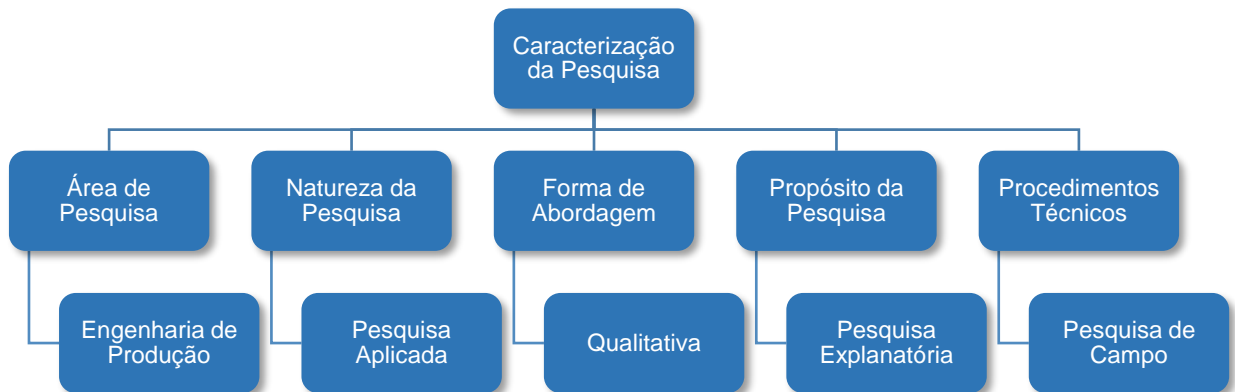 Caracterização
da Pesquisa
Área de
Pesquisa
Natureza da
Pesquisa
Forma de
Abordagem
Propósito da
Pesquisa
Procedimentos
Técnicos
Engenharia de
Produção
Pesquisa
Aplicada
Qualitativa
Pesquisa
Explanatória
Pesquisa de
Campo